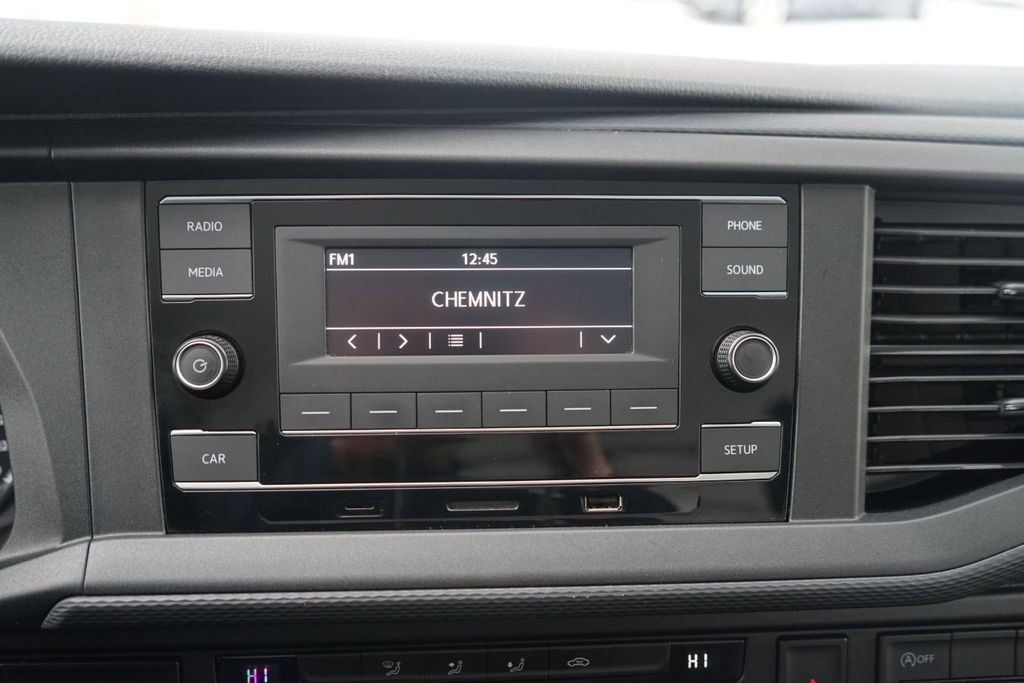 RADIO
PHONE
MEDIA
SOUND
FM1 12:45
CHEMNITZ
CAR
SETUP
HI
HI
A OFF